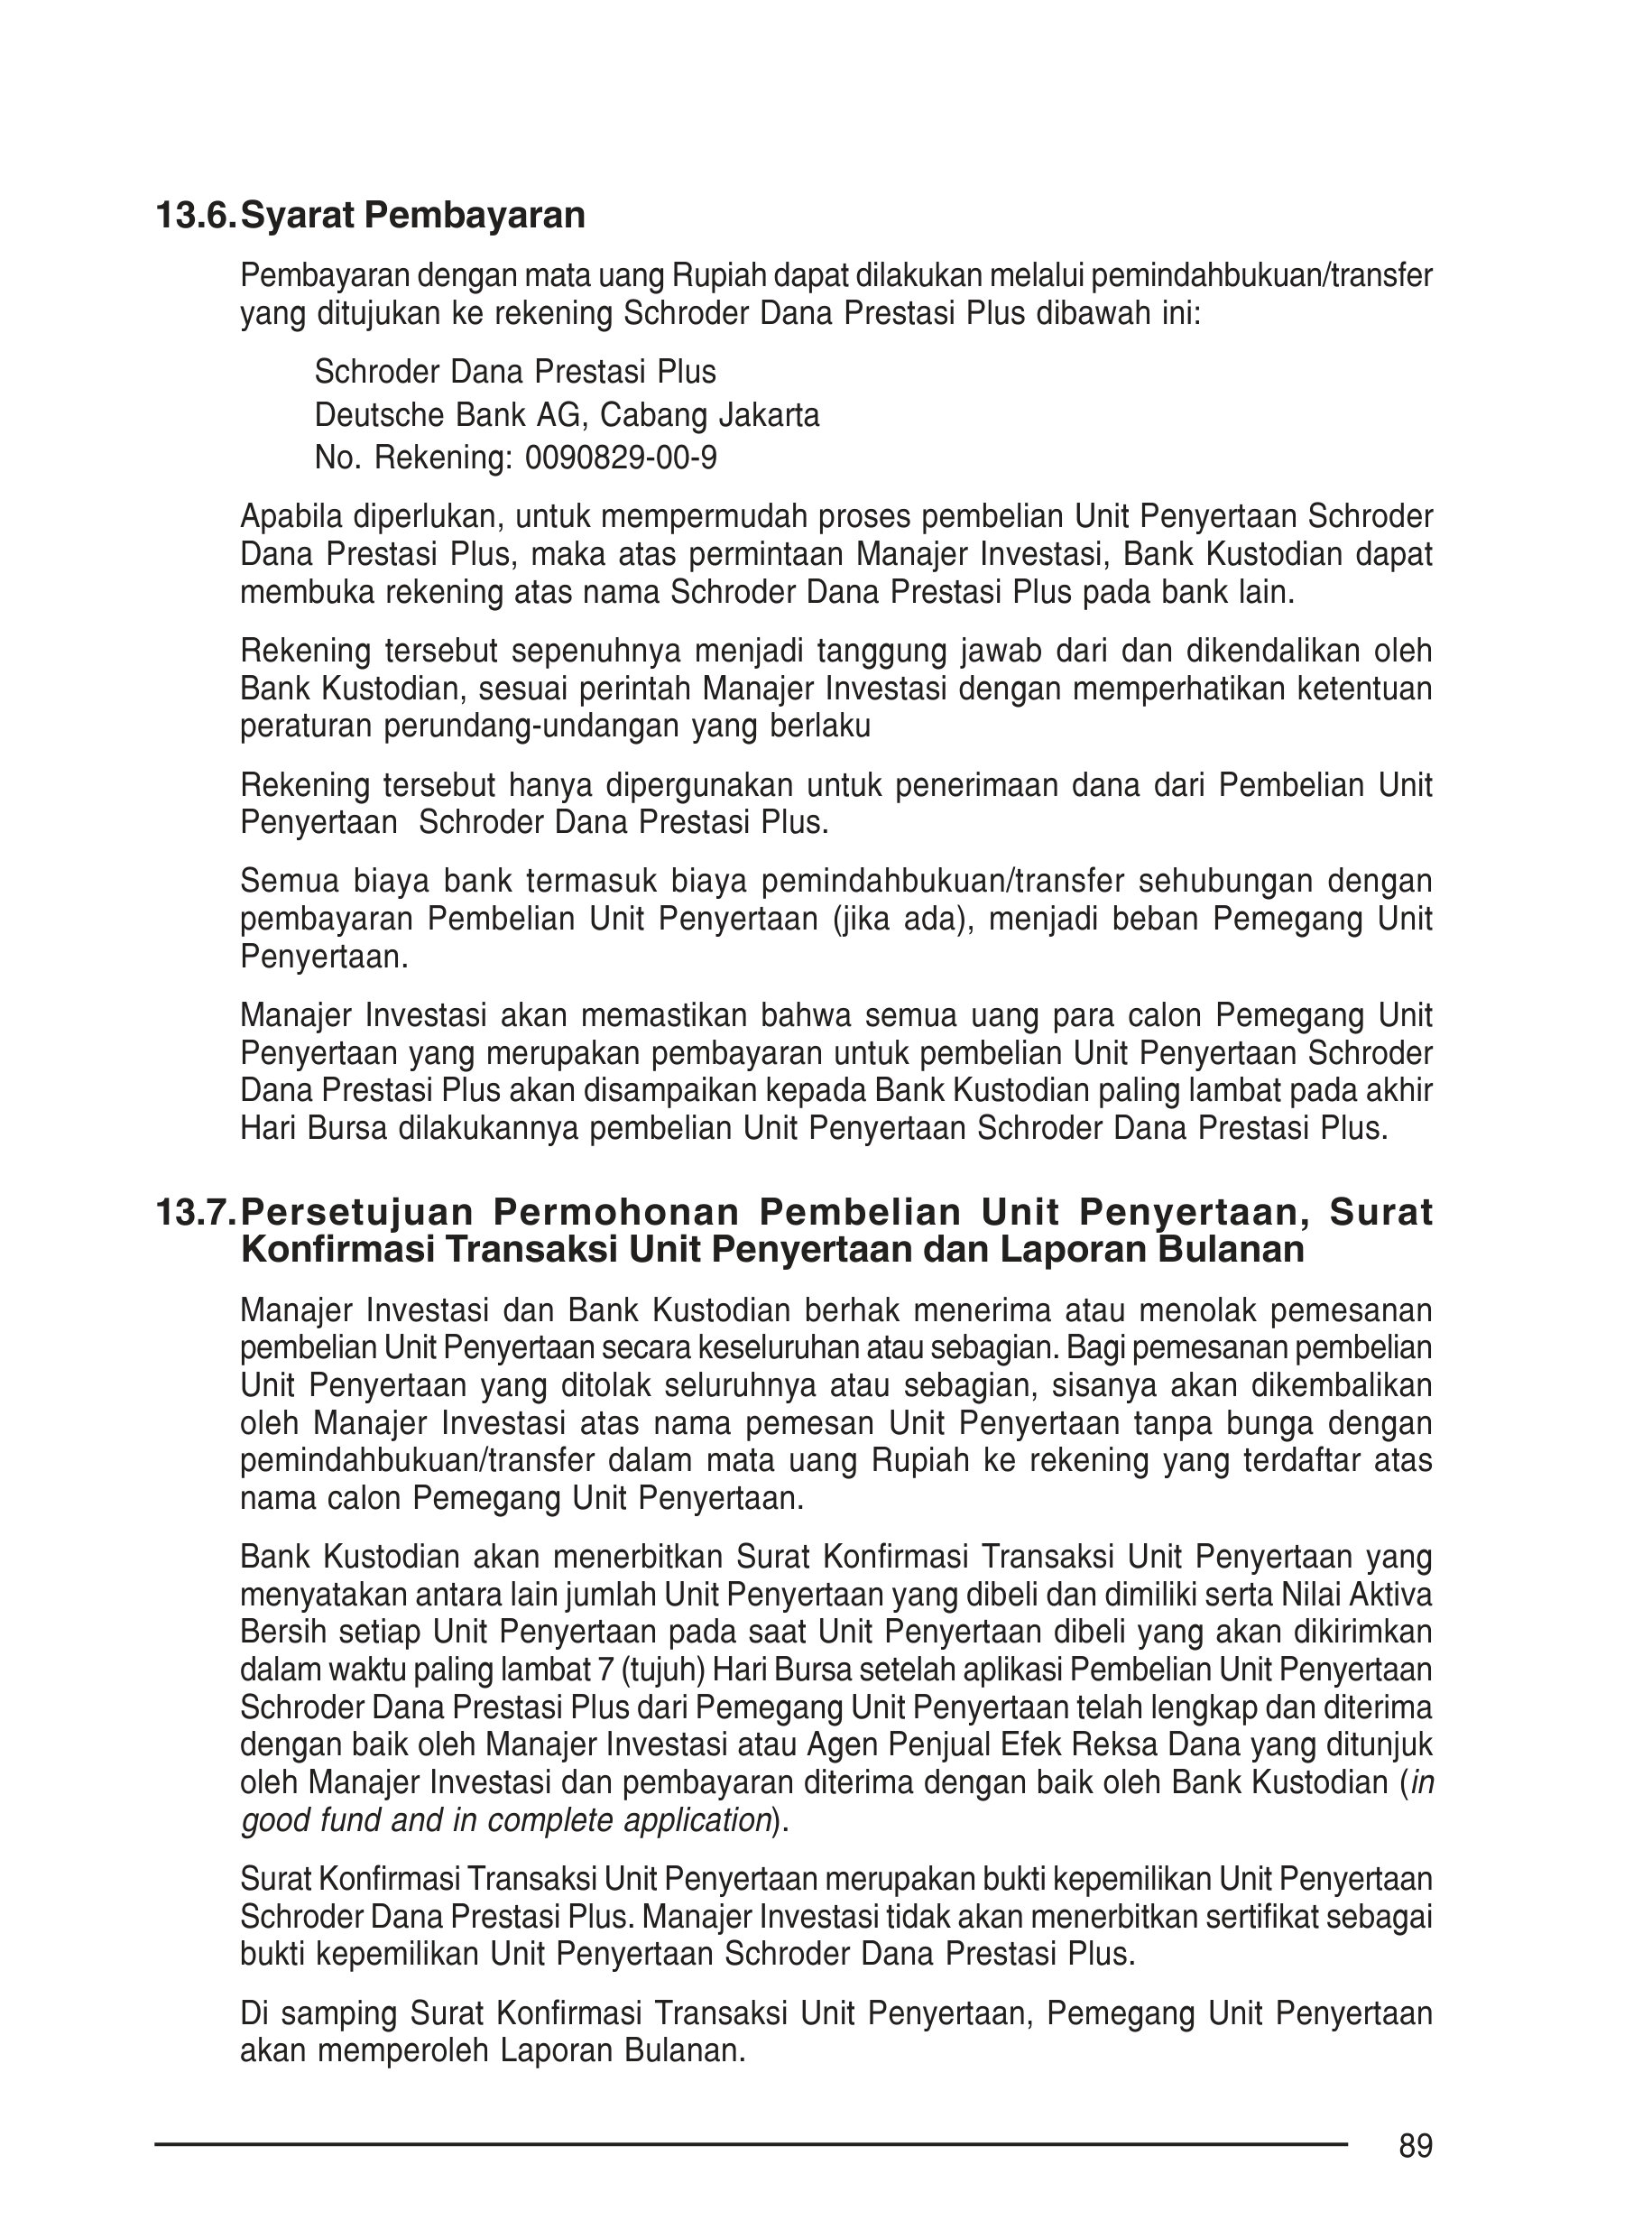 13.6. Syarat Pembayaran
Pembayaran dengan mata uang Rupiah dapat dilakukan melalui pemindahbukuan/transfer
yang ditujukan ke rekening Schroder Dana Prestasi Plus dibawah ini:
Schroder Dana Prestasi Plus
Deutsche Bank AG, Cabang Jakarta
No. Rekening: 0090829-00-9
Apabila diperlukan, untuk mempermudah proses pembelian Unit Penyertaan Schroder
Dana Prestasi Plus, maka atas permintaan Manajer Investasi, Bank Kustodian dapat
membuka rekening atas nama Schroder Dana Prestasi Plus pada bank lain.
Rekening tersebut sepenuhnya menjadi tanggung jawab dari dan dikendalikan oleh
Bank Kustodian, sesuai perintah Manajer Investasi dengan memperhatikan ketentuan
peraturan perundang-undangan yang berlaku
Rekening tersebut hanya dipergunakan untuk penerimaan dana dari Pembelian Unit
Penyertaan Schroder Dana Prestasi Plus.
Semua biaya bank termasuk biaya pemindahbukuan/transfer sehubungan dengan
pembayaran Pembelian Unit Penyertaan (jika ada), menjadi beban Pemegang Unit
Penyertaan.
Manajer Investasi akan memastikan bahwa semua uang para calon Pemegang Unit
Penyertaan yang merupakan pembayaran untuk pembelian Unit Penyertaan Schroder
Dana Prestasi Plus akan disampaikan kepada Bank Kustodian paling lambat pada akhir
Hari Bursa dilakukannya pembelian Unit Penyertaan Schroder Dana Prestasi Plus.
13.7. Persetujuan Permohonan Pembelian Unit Penyertaan, Surat
Konfirmasi Transaksi Unit Penyertaan dan Laporan Bulanan
Manajer Investasi dan Bank Kustodian berhak menerima atau menolak pemesanan
pembelian Unit Penyertaan secara keseluruhan atau sebagian. Bagi pemesanan pembelian
Unit Penyertaan yang ditolak seluruhnya atau sebagian, sisanya akan dikembalikan
oleh Manajer Investasi atas nama pemesan Unit Penyertaan tanpa bunga dengan
pemindahbukuan/transfer dalam mata uang Rupiah ke rekening yang terdaftar atas
nama calon Pemegang Unit Penyertaan.
Bank Kustodian akan menerbitkan Surat Konfirmasi Transaksi Unit Penyertaan yang
menyatakan antara lain jumlah Unit Penyertaan yang dibeli dan dimiliki serta Nilai Aktiva
Bersih setiap Unit Penyertaan pada saat Unit Penyertaan dibeli yang akan dikirimkan
dalam waktu paling lambat 7 (tujuh) Hari Bursa setelah aplikasi Pembelian Unit Penyertaan
Schroder Dana Prestasi Plus dari Pemegang Unit Penyertaan telah lengkap dan diterima
dengan baik oleh Manajer Investasi atau Agen Penjual Efek Reksa Dana yang ditunjuk
oleh Manajer Investasi dan pembayaran diterima dengan baik oleh Bank Kustodian (in
good fund and in complete application).
Surat Konfirmasi Transaksi Unit Penyertaan merupakan bukti kepemilikan Unit Penyertaan
Schroder Dana Prestasi Plus. Manajer Investasi tidak akan menerbitkan sertifikat sebagai
bukti kepemilikan Unit Penyertaan Schroder Dana Prestasi Plus.
Di samping Surat Konfirmasi Transaksi Unit Penyertaan, Pemegang Unit Penyertaan
akan memperoleh Laporan Bulanan.
89